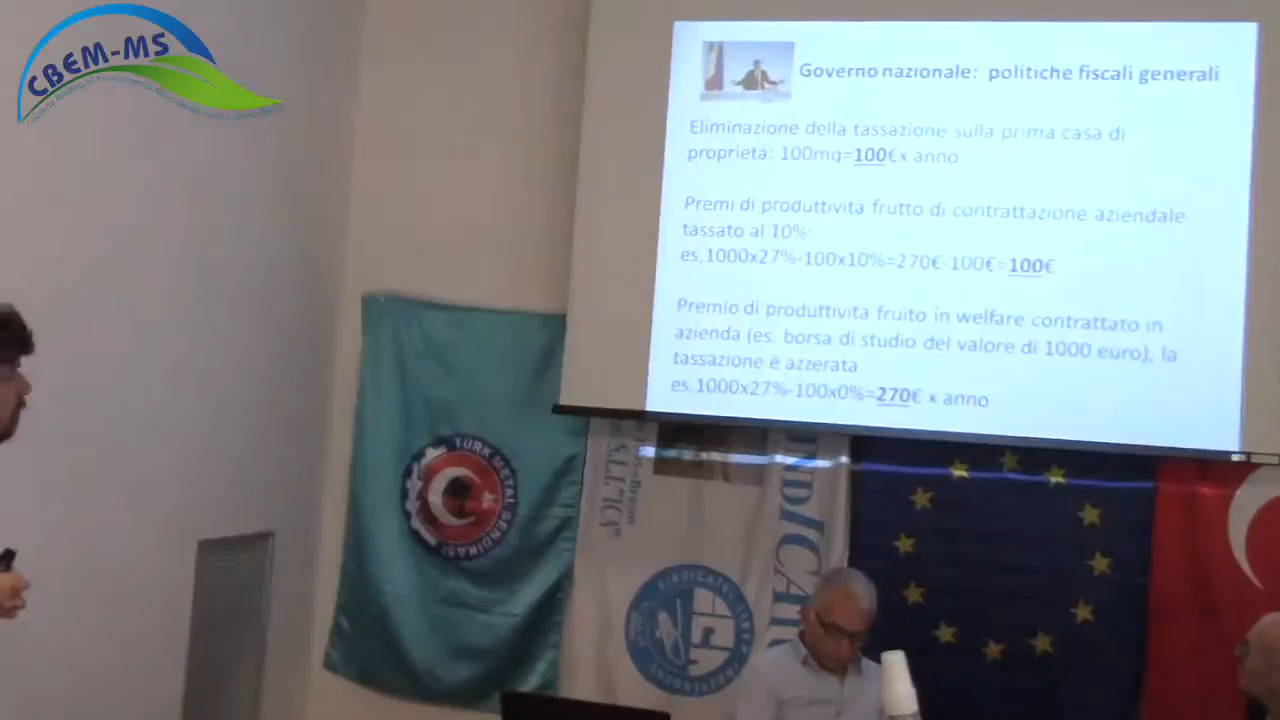 CBEM-MS
Governo nazionale: politiche fiscali generali
Eliminazione della tassazione sulla prima casa di
proprietà: 100mq=100€x anno
Premi di produttività frutto di contrattazione aziendale
tassato al 10%:
es.1000x27%-100x10%=270€-100€=100€
Premio di produttività fruito in welfare contrattato in
azienda (es. borsa di studio del valore di 1000 euro), la
tassazione è azzerata
es.1000x27%-100x0%=270€ x anno
TÜRK METAL SENDİKASI